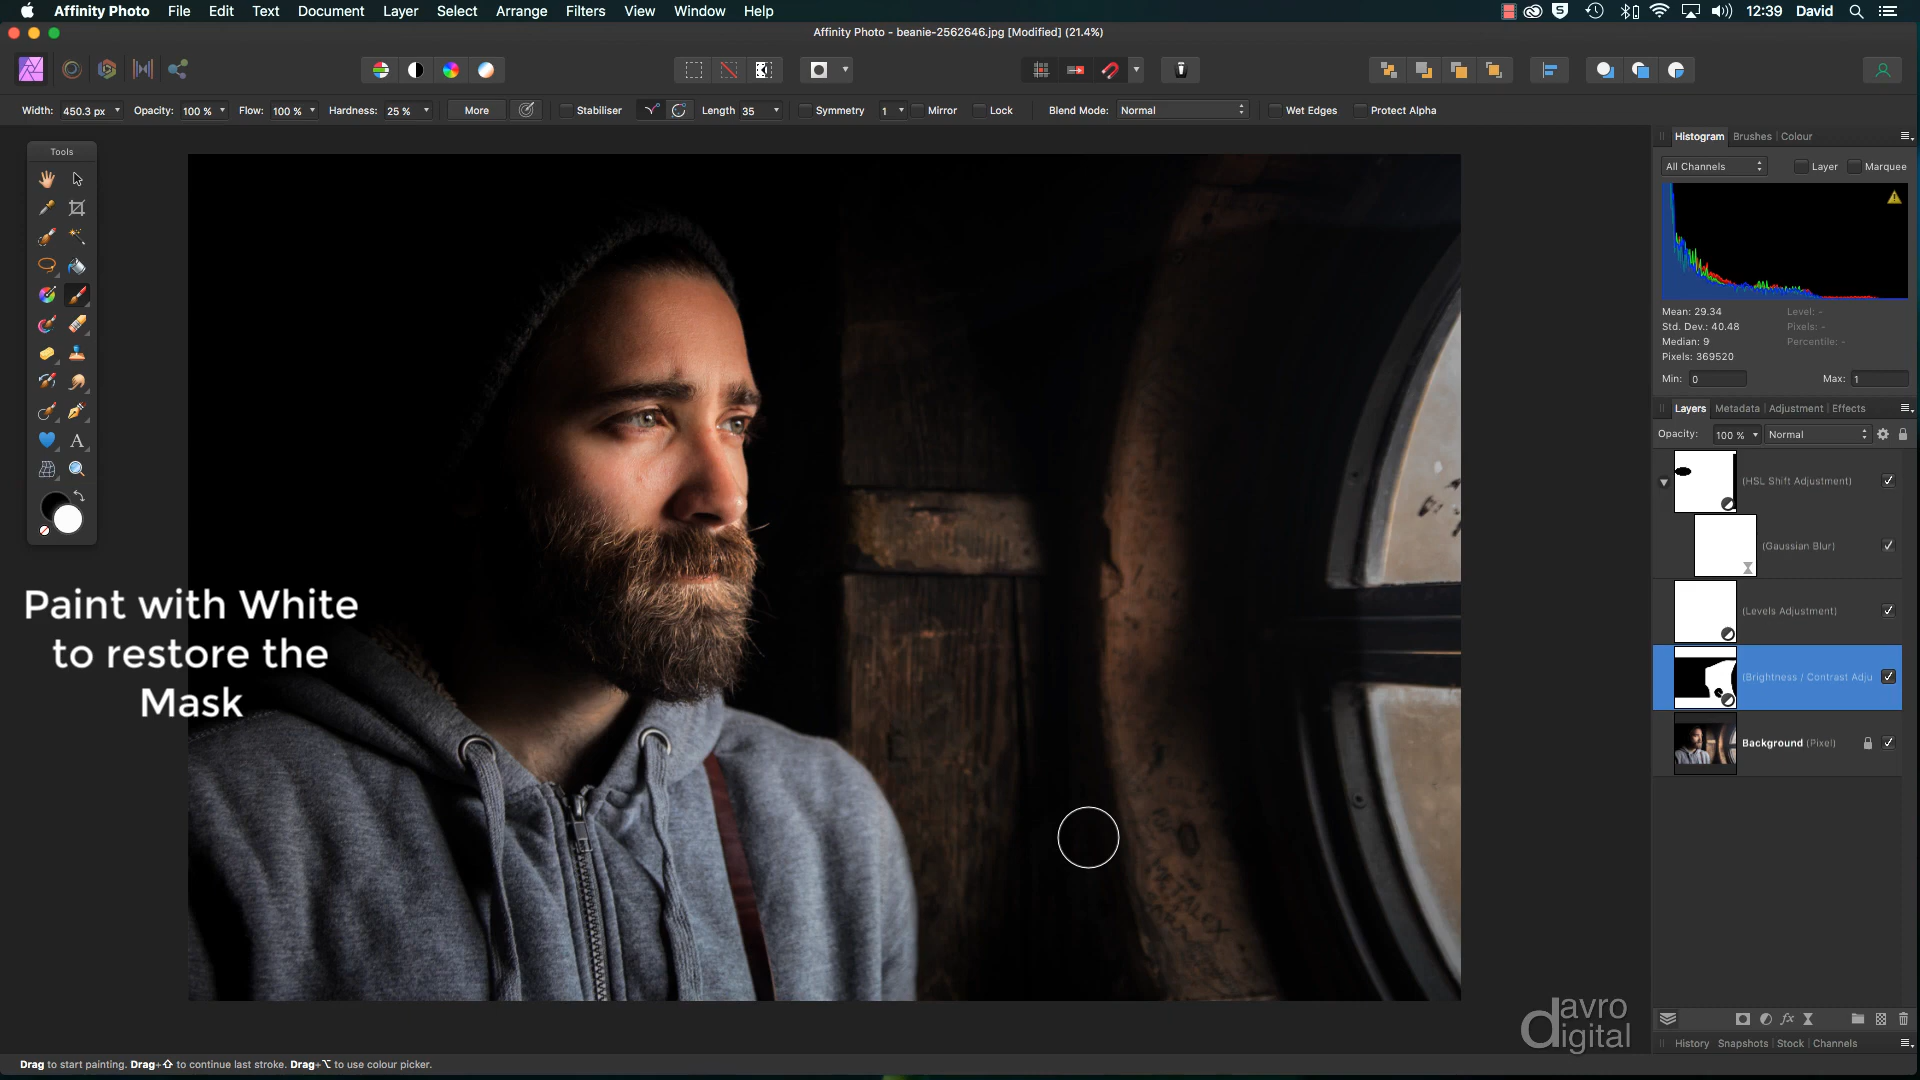 Affinity Photo File Edit Text Document Layer Select Arrange Filters View Window Help 12:39 David
Affinity Photo - beanie-2562646.jpg [Modified] (21.4%)
Width: 450.3 px Opacity: 100 % Flow: 100 % Hardness: 25 % More Stabiliser Length 35 Symmetry 1 Mirror Lock Blend Mode: Normal Wet Edges Protect Alpha
Tools
Histogram Brushes Colour
All Channels Layer Marquee
Mean: 29.34 Level: -
Std. Dev.: 40.48 Pixels: -
Median: 9 Percentile: -
Pixels: 369520
Min: 0 Max: 1
Layers Metadata Adjustment Effects
Opacity: 100 % Normal
(HSL Shift Adjustment)
(Gaussian Blur)
(Levels Adjustment)
(Brightness / Contrast Adju
Background (Pixel)
Paint with White
to restore the
Mask
davro
digital
History Snapshots Stock Channels
Drag to start painting. Drag+⇧ to continue last stroke. Drag+⌥ to use colour picker.